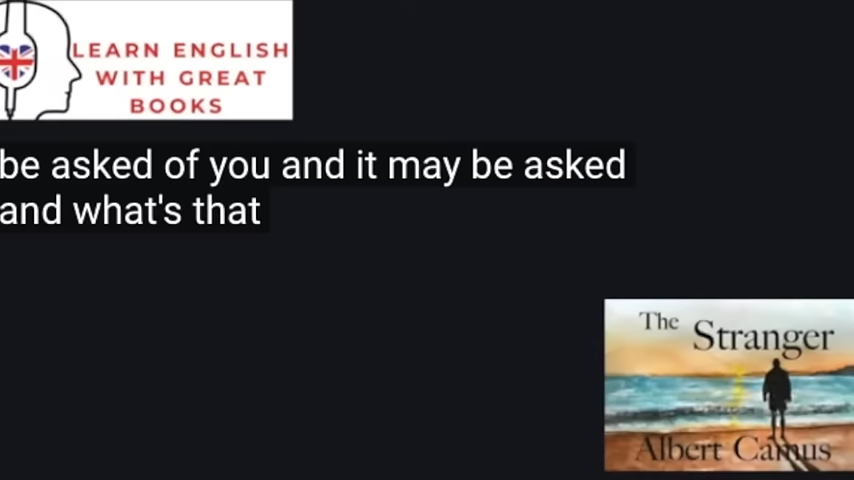 LEARN ENGLISH
WITH GREAT
BOOKS
be asked of you and it may be asked
and what's that
The Stranger
Albert Camus